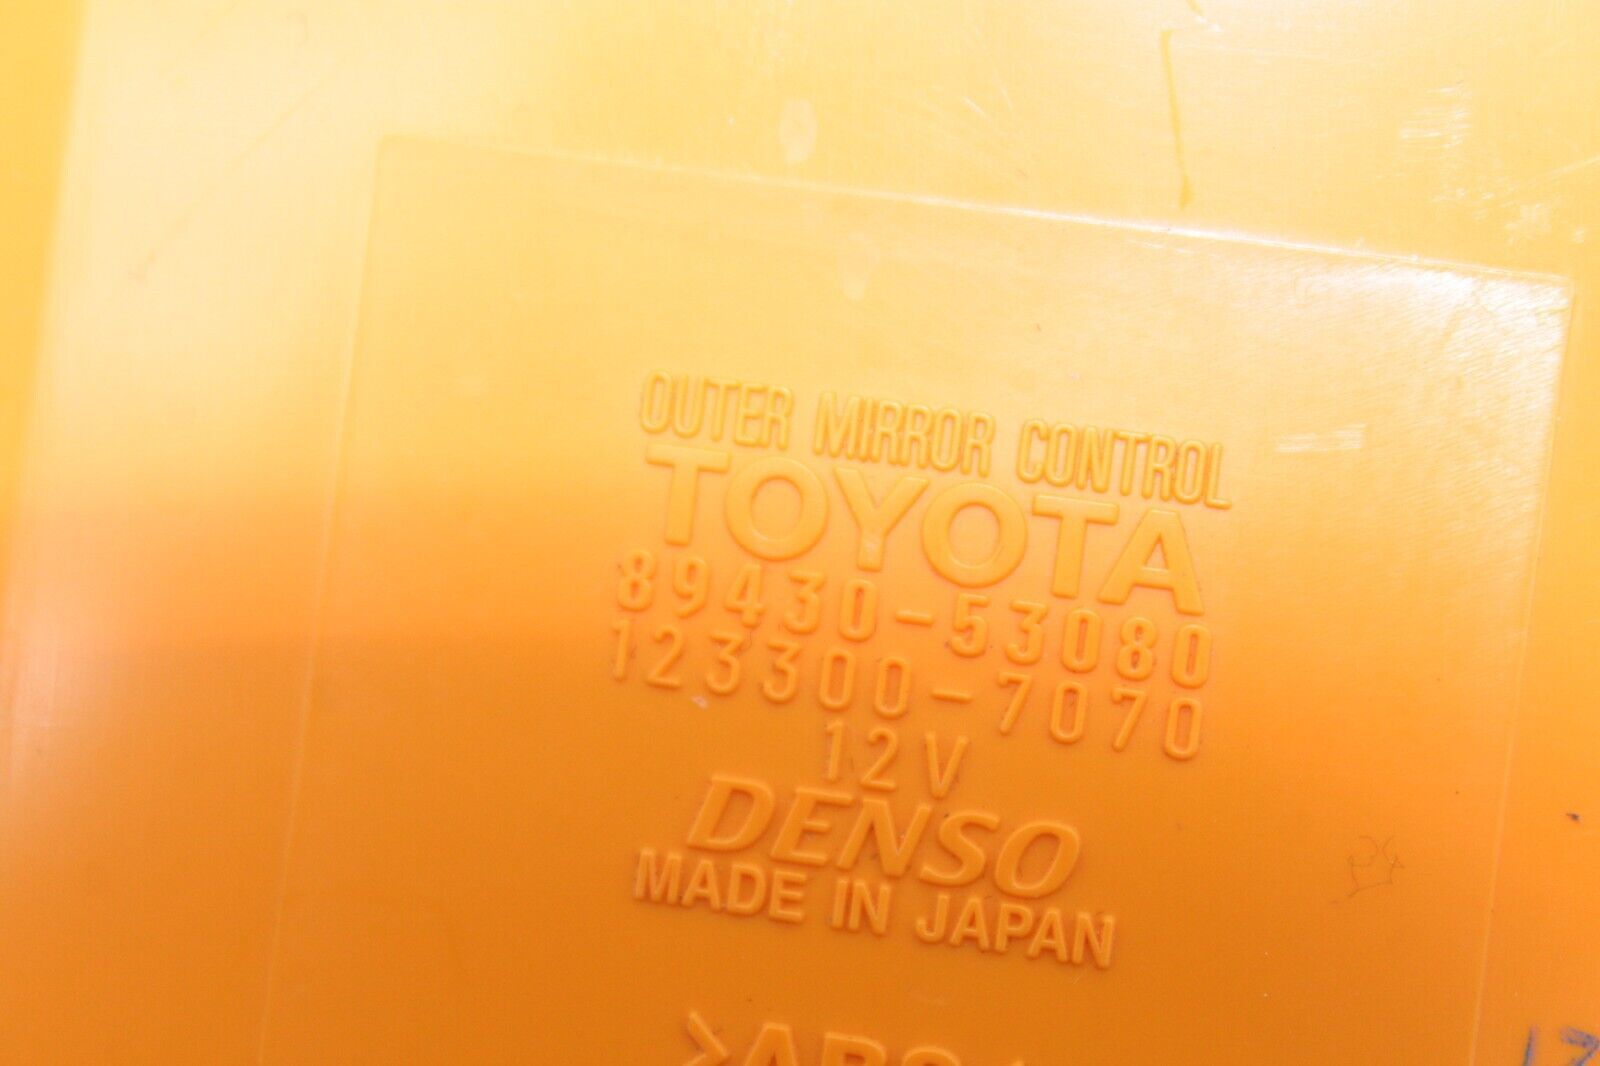 OUTER MIRROR CONTROL
TOYOTA
89430-53080
123300-7070
12V
DENSO
MADE IN JAPAN